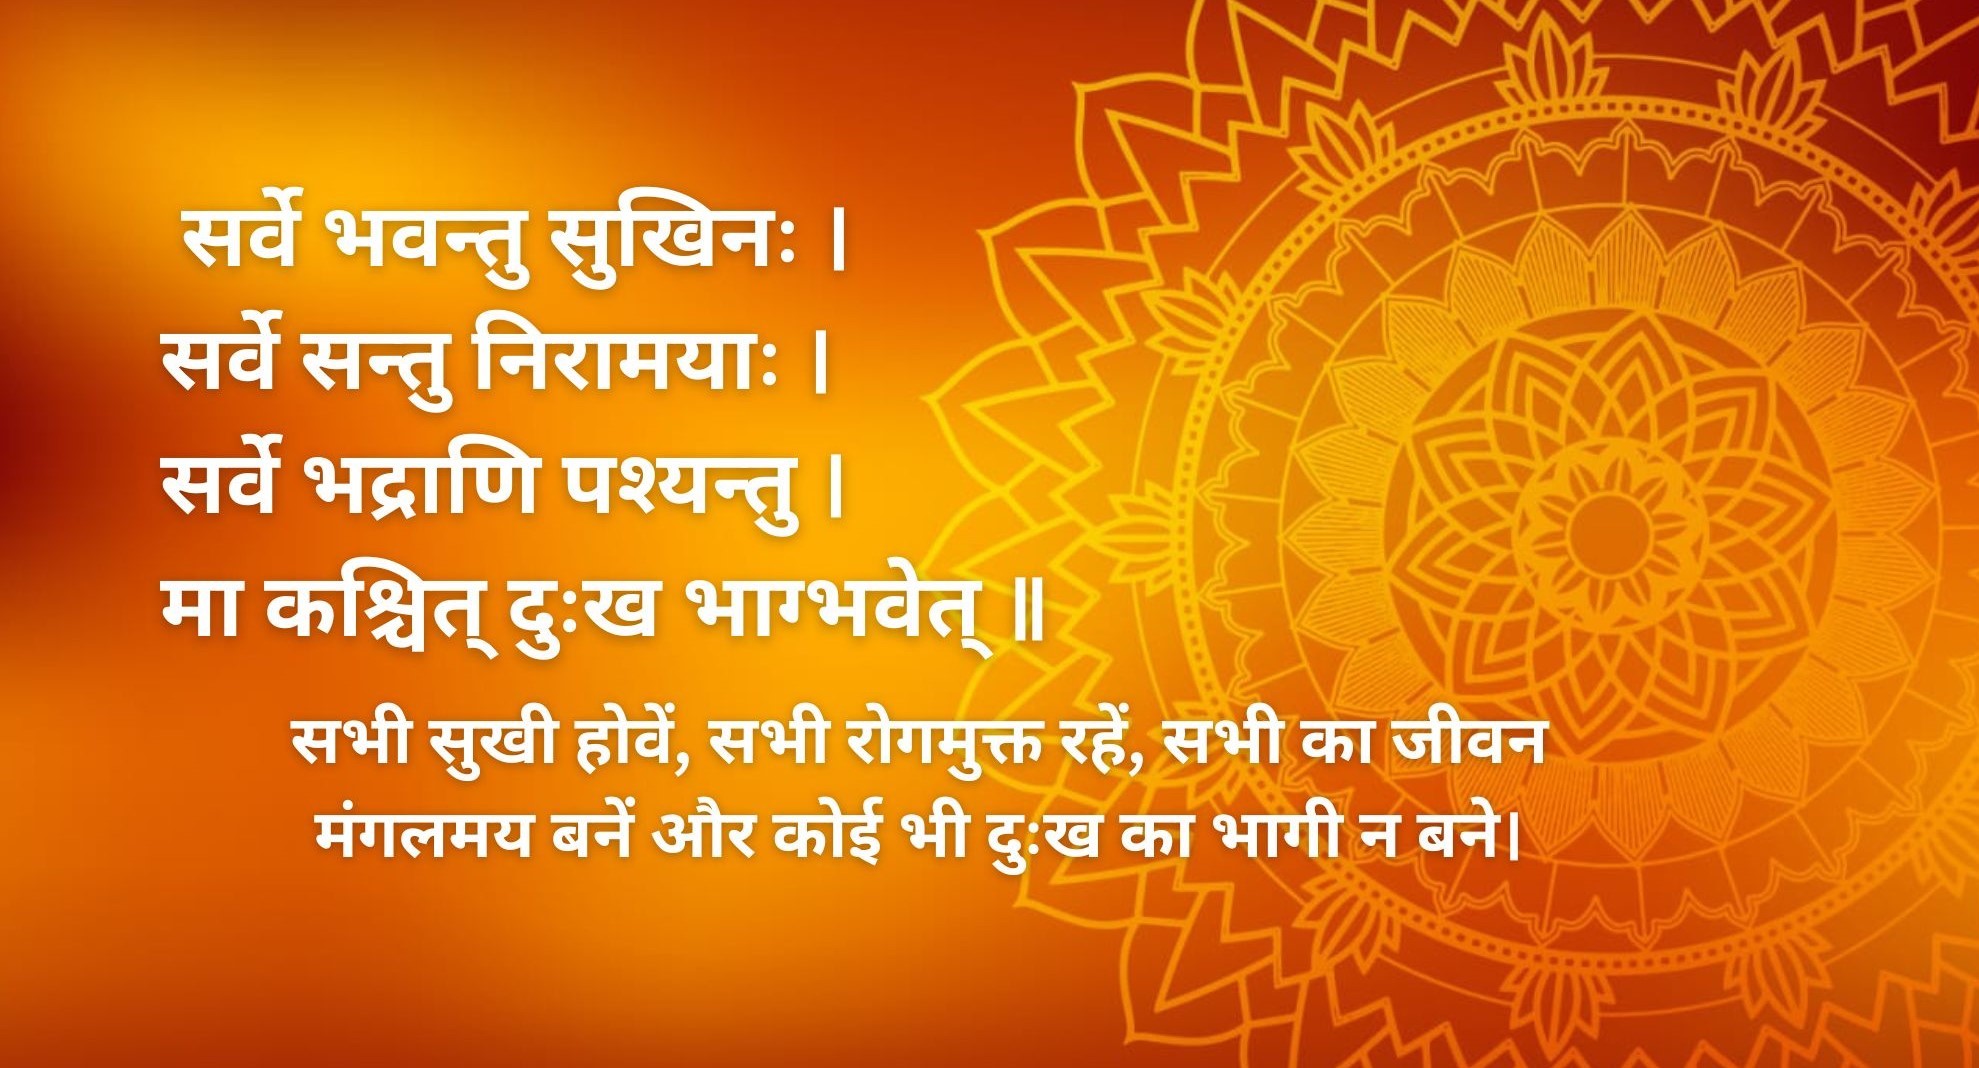 सर्वे भवन्तु सुखिनः ।
सर्वे सन्तु निरामयाः ।
सर्वे भद्राणि पश्यन्तु ।
मा कश्चित् दुःख भाग्भवेत् ॥
सभी सुखी होवें, सभी रोगमुक्त रहें, सभी का जीवन
मंगलमय बनें और कोई भी दुःख का भागी न बने।